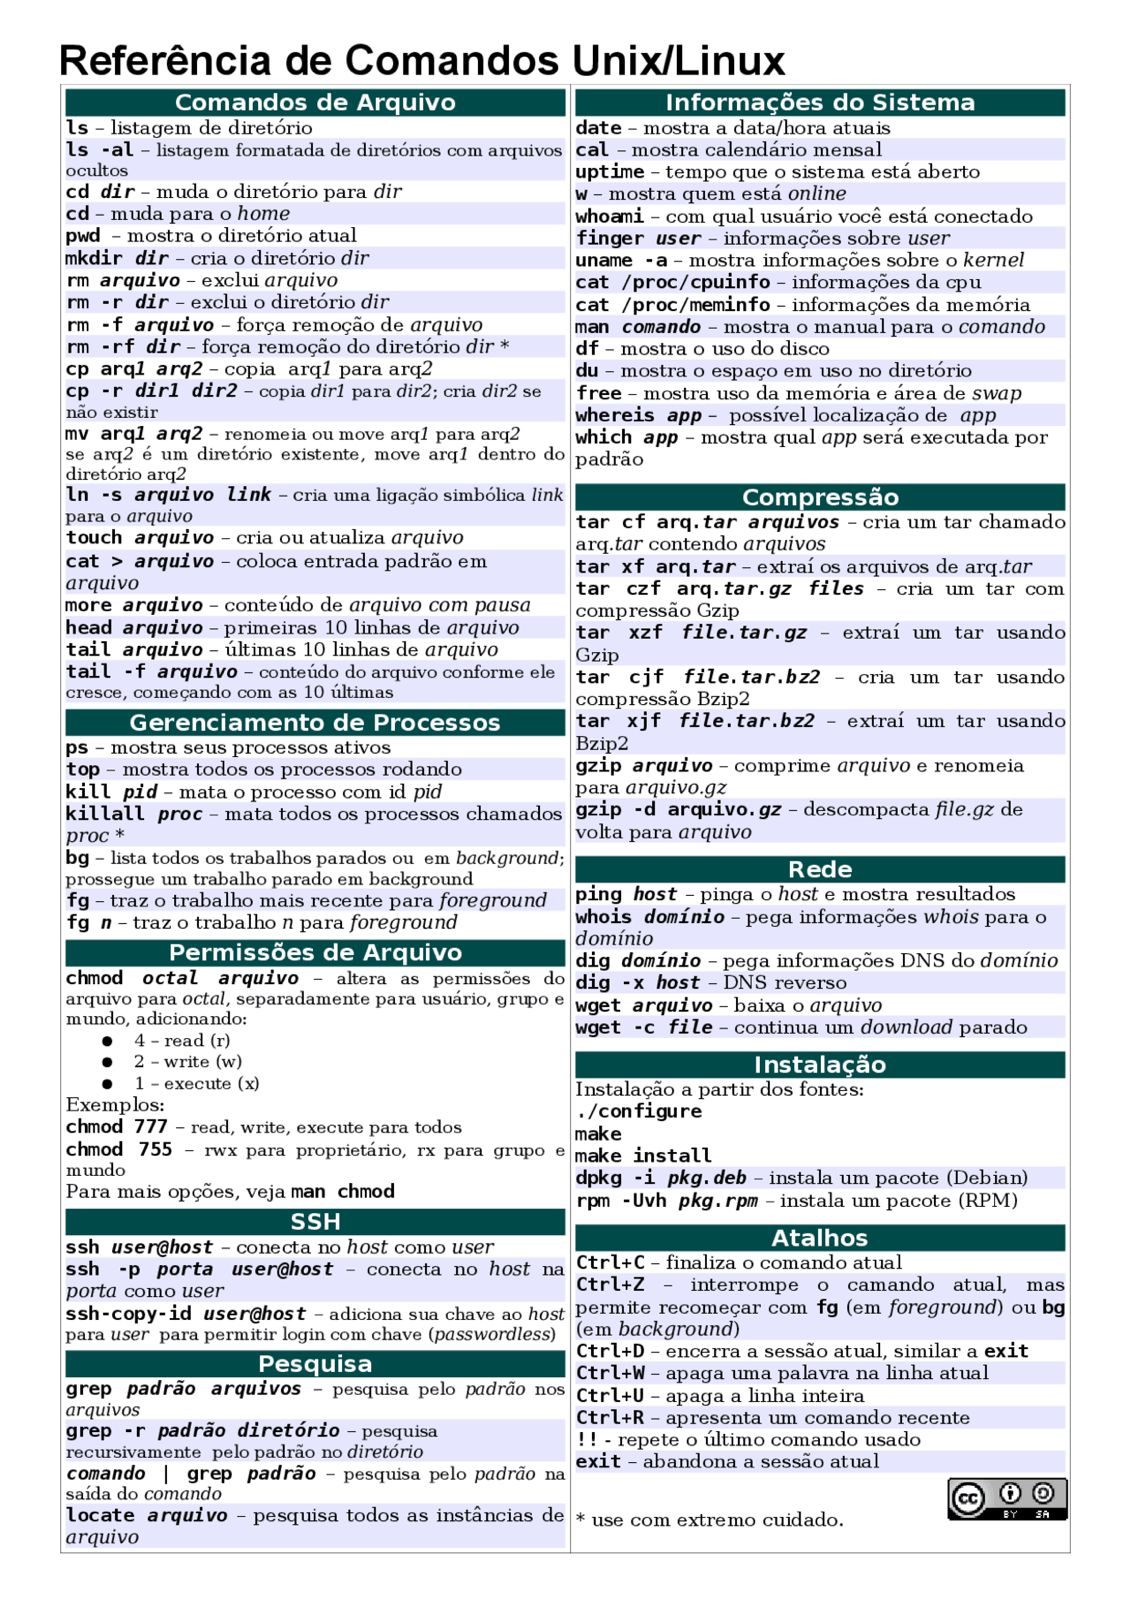 Referência de Comandos Unix/Linux
Comandos de Arquivo
ls – listagem de diretório
ls -al – listagem formatada de diretórios com arquivos
ocultos
cd dir – muda o diretório para dir
cd – muda para o home
pwd – mostra o diretório atual
mkdir dir – cria o diretório dir
rm arquivo – exclui arquivo
rm -r dir – exclui o diretório dir
rm -f arquivo – força remoção de arquivo
rm -rf dir – força remoção do diretório dir *
cp arq1 arq2 – copia arq1 para arq2
cp -r dir1 dir2 – copia dir1 para dir2; cria dir2 se
não existir
mv arq1 arq2 – renomeia ou move arq1 para arq2
se arq2 é um diretório existente, move arq1 dentro do
diretório arq2
ln -s arquivo link – cria uma ligação simbólica link
para o arquivo
touch arquivo – cria ou atualiza arquivo
cat > arquivo – coloca entrada padrão em
arquivo
more arquivo – conteúdo de arquivo com pausa
head arquivo – primeiras 10 linhas de arquivo
tail arquivo – últimas 10 linhas de arquivo
tail -f arquivo – conteúdo do arquivo conforme ele
cresce, começando com as 10 últimas
Gerenciamento de Processos
ps – mostra seus processos ativos
top – mostra todos os processos rodando
kill pid – mata o processo com id pid
killall proc – mata todos os processos chamados
proc *
bg – lista todos os trabalhos parados ou em background;
prossegue um trabalho parado em background
fg – traz o trabalho mais recente para foreground
fg n – traz o trabalho n para foreground
Permissões de Arquivo
chmod octal arquivo – altera as permissões do
arquivo para octal, separadamente para usuário, grupo e
mundo, adicionando:
● 4 – read (r)
● 2 – write (w)
● 1 – execute (x)
Exemplos:
chmod 777 – read, write, execute para todos
chmod 755 – rwx para proprietário, rx para grupo e
mundo
Para mais opções, veja man chmod
SSH
ssh user@host – conecta no host como user
ssh -p porta user@host – conecta no host na
porta como user
ssh-copy-id user@host – adiciona sua chave ao host
para user para permitir login com chave (passwordless)
Pesquisa
grep padrão arquivos – pesquisa pelo padrão nos
arquivos
grep -r padrão diretório – pesquisa
recursivamente pelo padrão no diretório
comando | grep padrão – pesquisa pelo padrão na
saída do comando
locate arquivo – pesquisa todos as instâncias de
arquivo
Informações do Sistema
date – mostra a data/hora atuais
cal – mostra calendário mensal
uptime – tempo que o sistema está aberto
w – mostra quem está online
whoami – com qual usuário você está conectado
finger user – informações sobre user
uname -a – mostra informações sobre o kernel
cat /proc/cpuinfo – informações da cpu
cat /proc/meminfo – informações da memória
man comando – mostra o manual para o comando
df – mostra o uso do disco
du – mostra o espaço em uso no diretório
free – mostra uso da memória e área de swap
whereis app – possível localização de app
which app – mostra qual app será executada por
padrão
Compressão
tar cf arq.tar arquivos – cria um tar chamado
arq.tar contendo arquivos
tar xf arq.tar – extraí os arquivos de arq.tar
tar czf arq.tar.gz files – cria um tar com
compressão Gzip
tar xzf file.tar.gz – extraí um tar usando
Gzip
tar cjf file.tar.bz2 – cria um tar usando
compressão Bzip2
tar xjf file.tar.bz2 – extraí um tar usando
Bzip2
gzip arquivo – comprime arquivo e renomeia
para arquivo.gz
gzip -d arquivo.gz – descompacta file.gz de
volta para arquivo
Rede
ping host – pinga o host e mostra resultados
whois domínio – pega informações whois para o
domínio
dig domínio – pega informações DNS do domínio
dig -x host – DNS reverso
wget arquivo – baixa o arquivo
wget -c file – continua um download parado
Instalação
Instalação a partir dos fontes:
./configure
make
make install
dpkg -i pkg.deb – instala um pacote (Debian)
rpm -Uvh pkg.rpm – instala um pacote (RPM)
Atalhos
Ctrl+C – finaliza o comando atual
Ctrl+Z – interrompe o camando atual, mas
permite recomeçar com fg (em foreground) ou bg
(em background)
Ctrl+D – encerra a sessão atual, similar a exit
Ctrl+W – apaga uma palavra na linha atual
Ctrl+U – apaga a linha inteira
Ctrl+R – apresenta um comando recente
!! - repete o último comando usado
exit – abandona a sessão atual
* use com extremo cuidado.
cc
BY SA